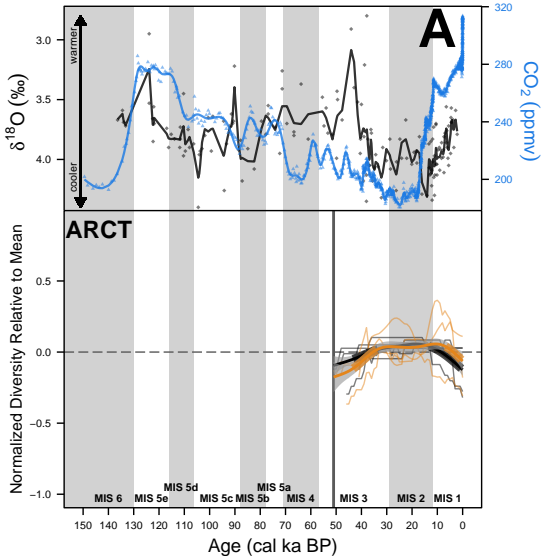 A
warmer
cooler
δ18O (‰)
3.0
3.5
4.0
CO2 (ppmv)
320
280
240
200
ARCT
Normalized Diversity Relative to Mean
0.5
0.0
−0.5
−1.0
MIS 6
MIS 5e
MIS 5d
MIS 5c
MIS 5b
MIS 5a
MIS 4
MIS 3
MIS 2
MIS 1
150 140 130 120 110 100 90 80 70 60 50 40 30 20 10 0
Age (cal ka BP)